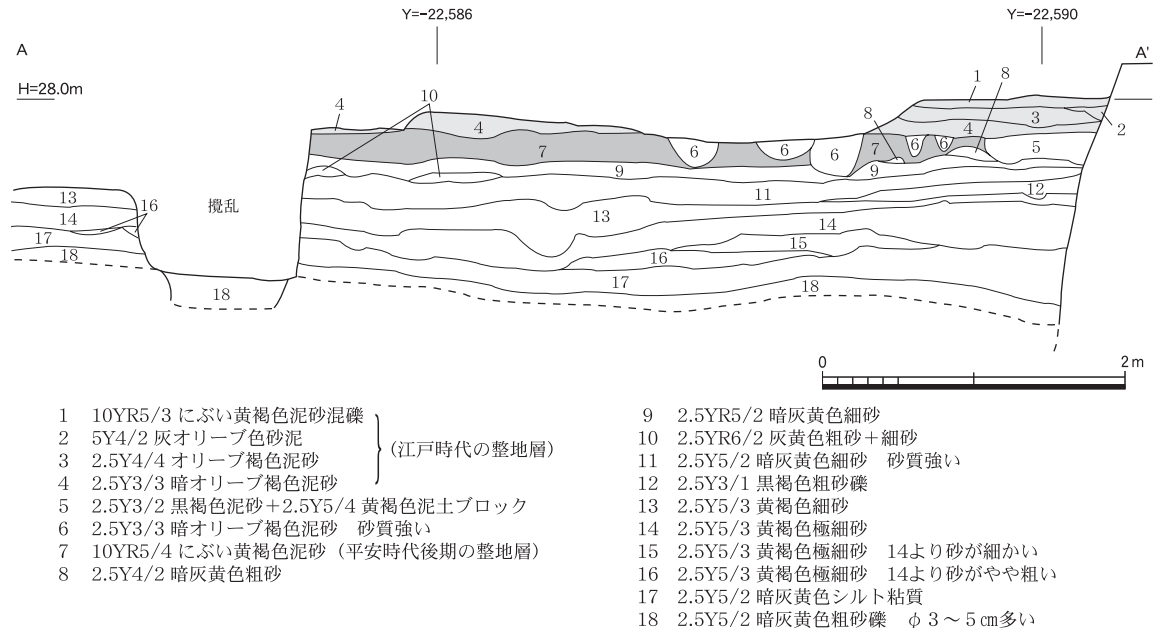 Y=−22,586
Y=−22,590
A
A'
H=28.0m
4
10
8
1
4
8
3
2
4
7
6
6
6
7
6
6
5
9
9
13
16
攪乱
11
12
14
13
14
17
15
18
16
18
17
18
0
2 m
1 10YR5/3 にぶい黄褐色泥砂混礫
2 5Y4/2 灰オリーブ色砂泥
3 2.5Y4/4 オリーブ褐色泥砂
4 2.5Y3/3 暗オリーブ褐色泥砂
(江戸時代の整地層)
5 2.5Y3/2 黒褐色泥砂+2.5Y5/4 黄褐色泥土ブロック
6 2.5Y3/3 暗オリーブ褐色泥砂 砂質強い
7 10YR5/4 にぶい黄褐色泥砂(平安時代後期の整地層)
8 2.5Y4/2 暗灰黄色粗砂
9 2.5YR5/2 暗灰黄色細砂
10 2.5YR6/2 灰黄色粗砂+細砂
11 2.5Y5/2 暗灰黄色細砂 砂質強い
12 2.5Y3/1 黒褐色粗砂礫
13 2.5Y5/3 黄褐色細砂
14 2.5Y5/3 黄褐色極細砂
15 2.5Y5/3 黄褐色極細砂 14より砂が細かい
16 2.5Y5/3 黄褐色極細砂 14より砂がやや粗い
17 2.5Y5/2 暗灰黄色シルト粘質
18 2.5Y5/2 暗灰黄色粗砂礫 φ3〜5㎝多い